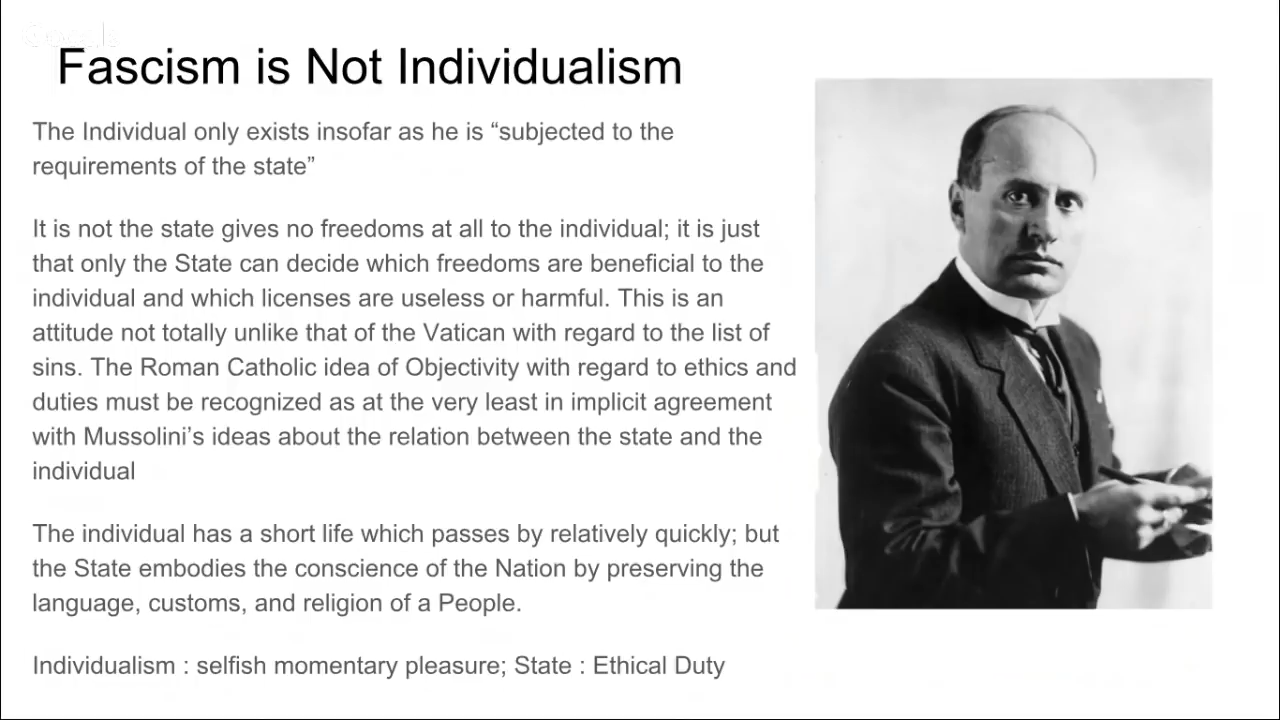 Fascism is Not Individualism
The Individual only exists insofar as he is “subjected to the
requirements of the state”
It is not the state gives no freedoms at all to the individual; it is just
that only the State can decide which freedoms are beneficial to the
individual and which licenses are useless or harmful. This is an
attitude not totally unlike that of the Vatican with regard to the list of
sins. The Roman Catholic idea of Objectivity with regard to ethics and
duties must be recognized as at the very least in implicit agreement
with Mussolini’s ideas about the relation between the state and the
individual
The individual has a short life which passes by relatively quickly; but
the State embodies the conscience of the Nation by preserving the
language, customs, and religion of a People.
Individualism : selfish momentary pleasure; State : Ethical Duty